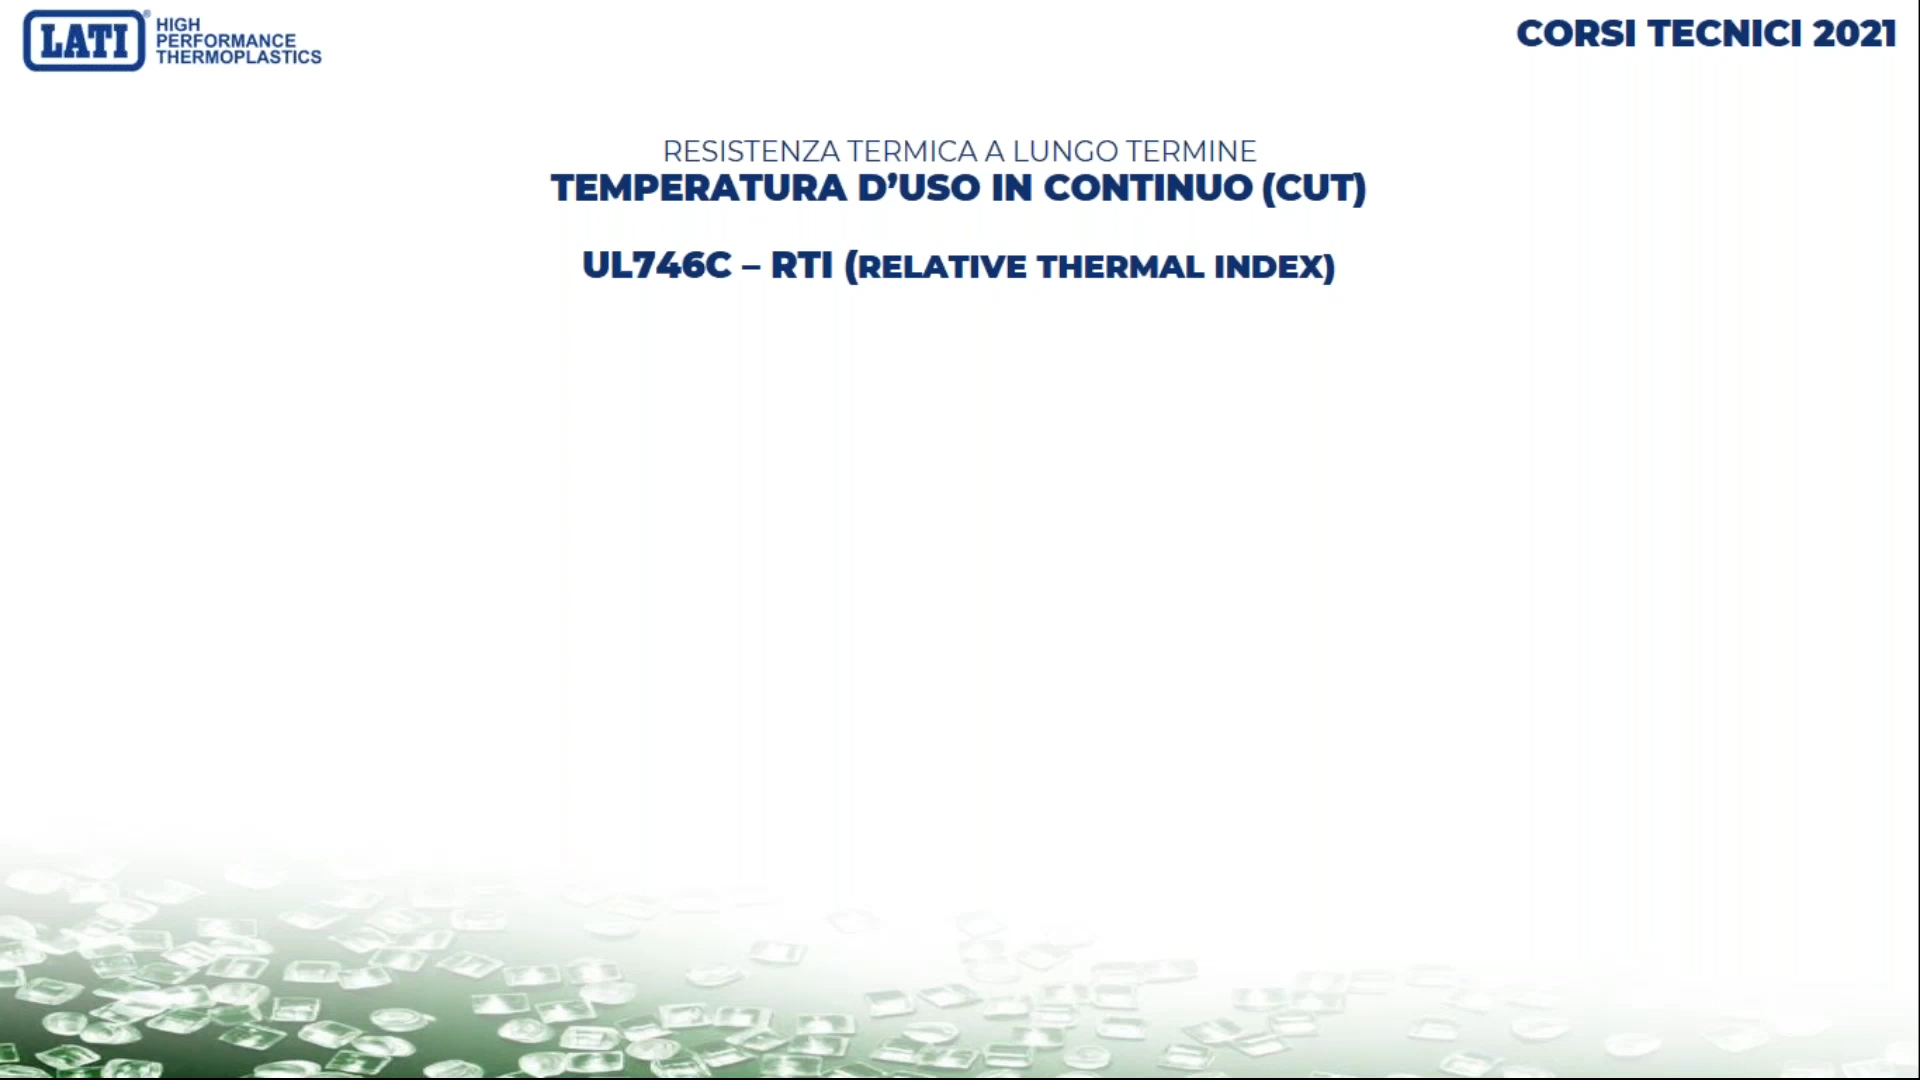 LATI®
HIGH
PERFORMANCE
THERMOPLASTICS
CORSI TECNICI 2021
RESISTENZA TERMICA A LUNGO TERMINE
TEMPERATURA D’USO IN CONTINUO (CUT)
UL746C – RTI (RELATIVE THERMAL INDEX)